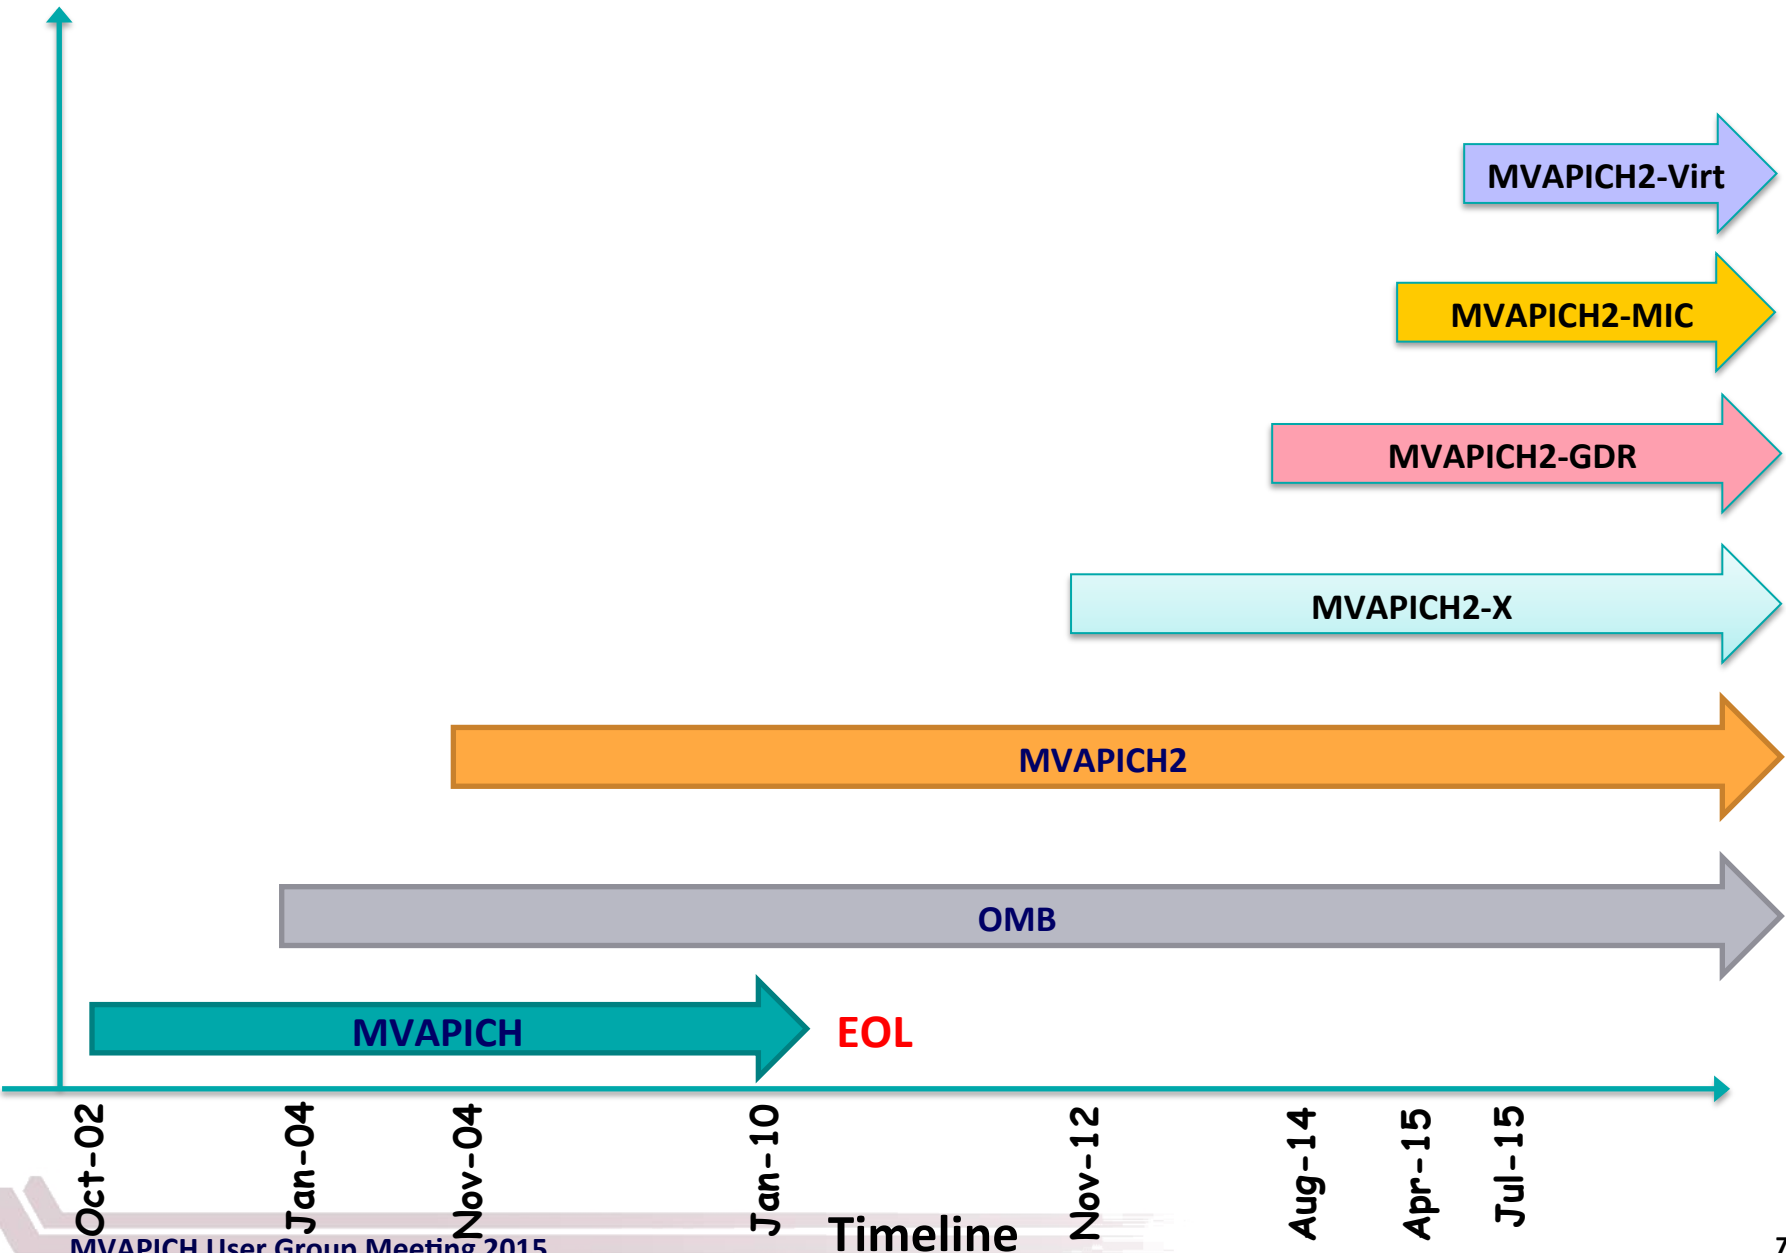 MVAPICH2-Virt
MVAPICH2-MIC
MVAPICH2-GDR
MVAPICH2-X
MVAPICH2
OMB
MVAPICH
EOL
Oct-02
Jan-04
Nov-04
Jan-10
Nov-12
Aug-14
Apr-15
Jul-15
Timeline
MVAPICH User Group Meeting 2015
7